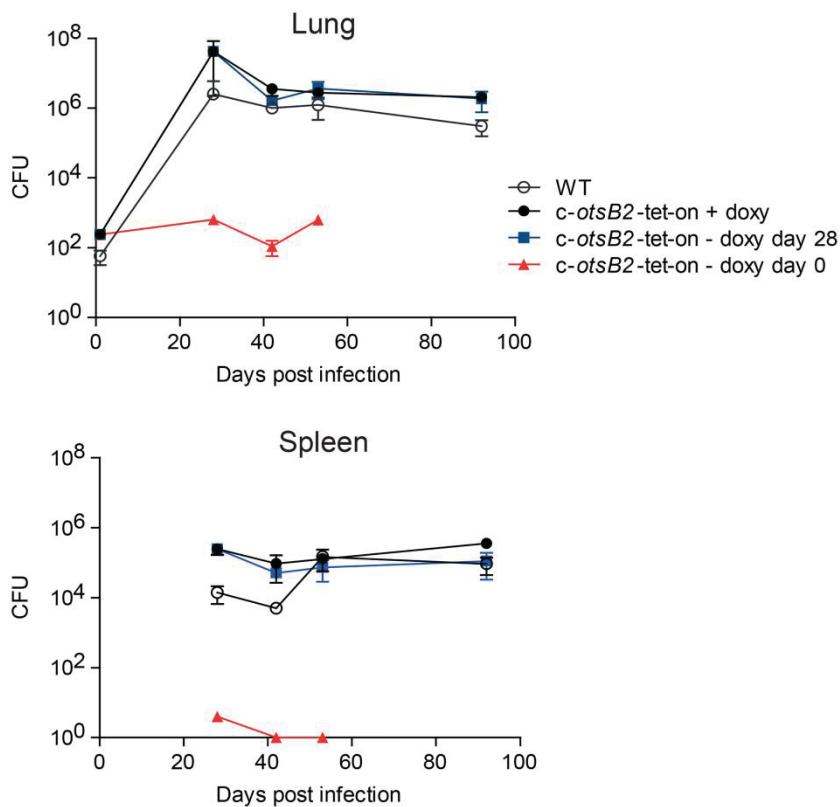 Lung
10^8
10^6
10^4
10^2
10^0
CFU
0 20 40 60 80 100
Days post infection
WT
c-otsB2-tet-on + doxy
c-otsB2-tet-on - doxy day 28
c-otsB2-tet-on - doxy day 0
Spleen
10^8
10^6
10^4
10^2
10^0
CFU
0 20 40 60 80 100
Days post infection